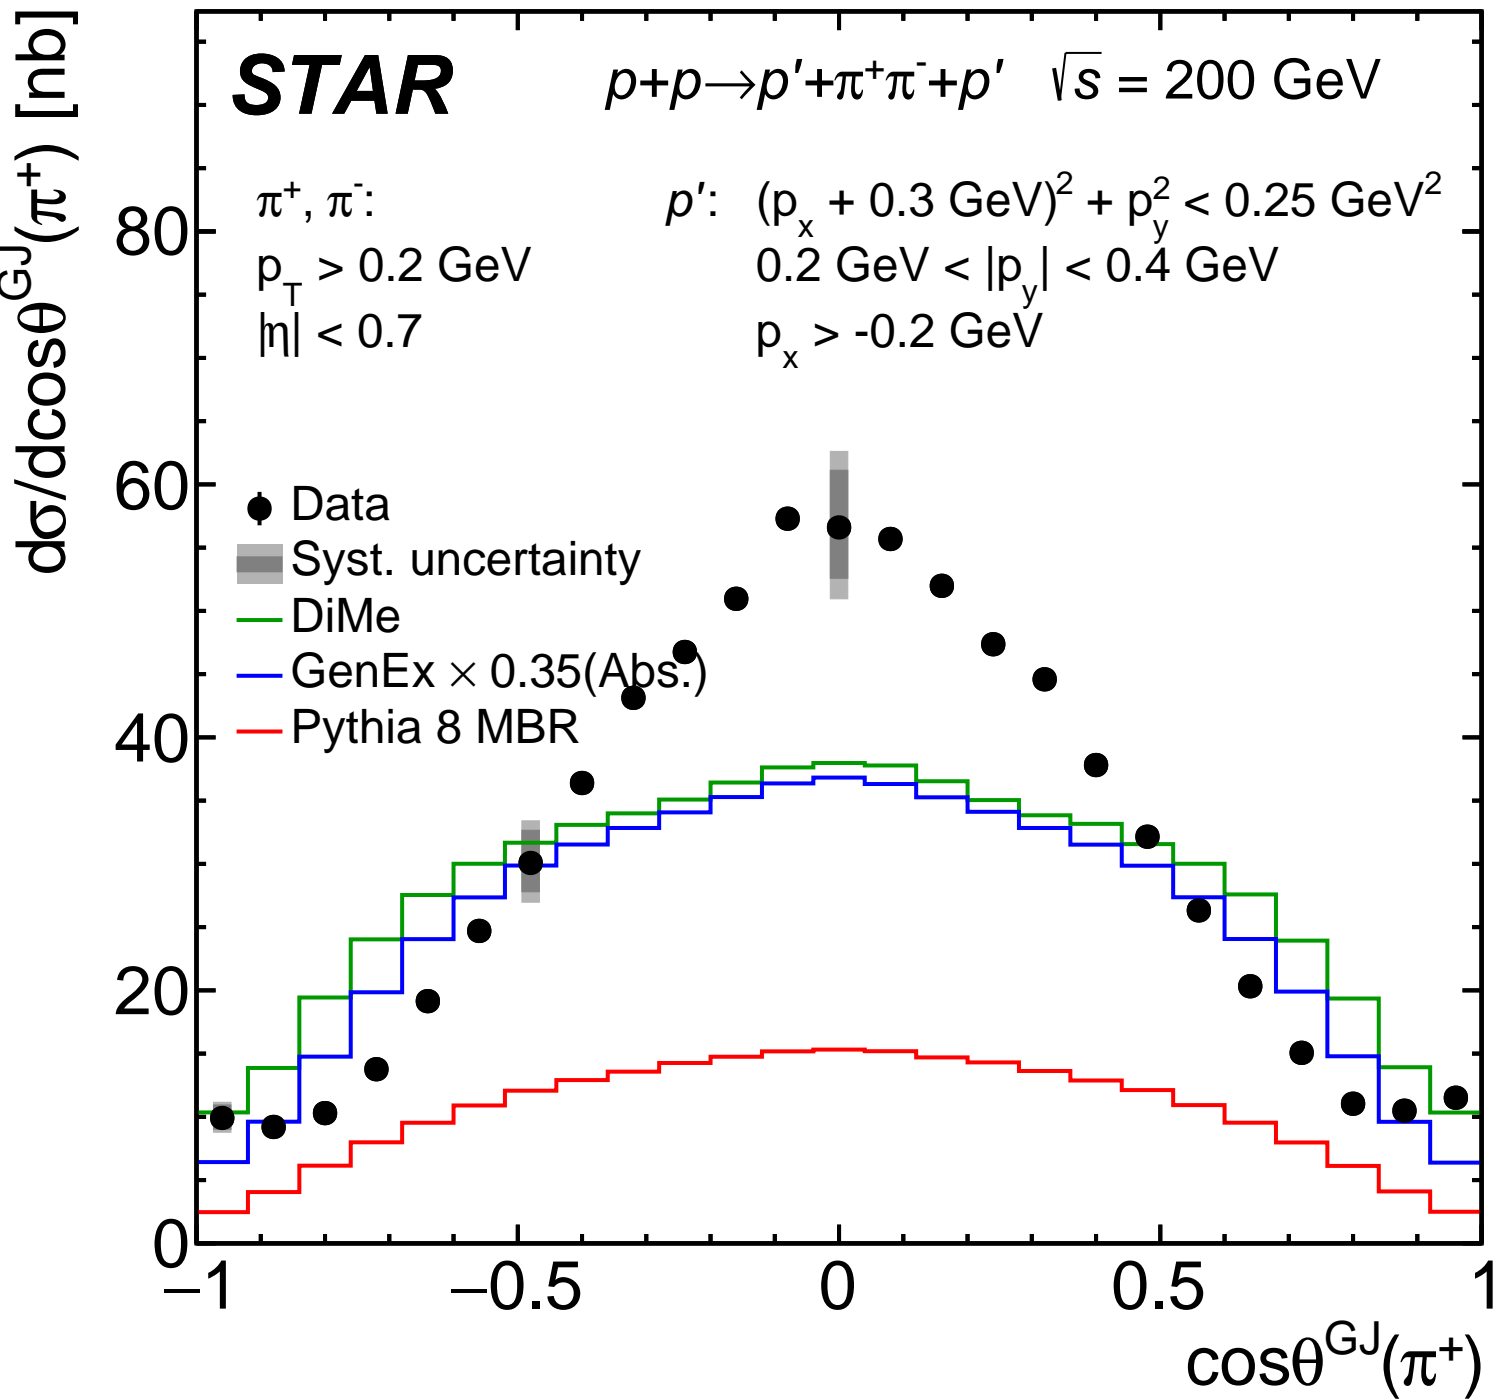 dσ/dcosθ^GJ(π⁺) [nb]
STAR p+p→p′+π⁺π⁻+p′ √s = 200 GeV
π⁺, π⁻: p′: (p_x + 0.3 GeV)² + p_y² < 0.25 GeV²
p_T > 0.2 GeV 0.2 GeV < |p_y| < 0.4 GeV
|η| < 0.7 p_x > -0.2 GeV
Data
Syst. uncertainty
DiMe
GenEx × 0.35(Abs.)
Pythia 8 MBR
80
60
40
20
0
−1 −0.5 0 0.5 1
cosθ^GJ(π⁺)